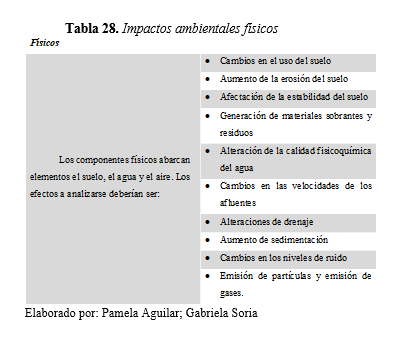 Tabla 28. Impactos ambientales físicos
Físicos
Los componentes físicos abarcan
elementos el suelo, el agua y el aire. Los
efectos a analizarse deberían ser:
• Cambios en el uso del suelo
• Aumento de la erosión del suelo
• Afectación de la estabilidad del suelo
• Generación de materiales sobrantes y
residuos
• Alteración de la calidad fisicoquímica
del agua
• Cambios en las velocidades de los
afluentes
• Alteraciones de drenaje
• Aumento de sedimentación
• Cambios en los niveles de ruido
• Emisión de partículas y emisión de
gases.
Elaborado por: Pamela Aguilar; Gabriela Soria